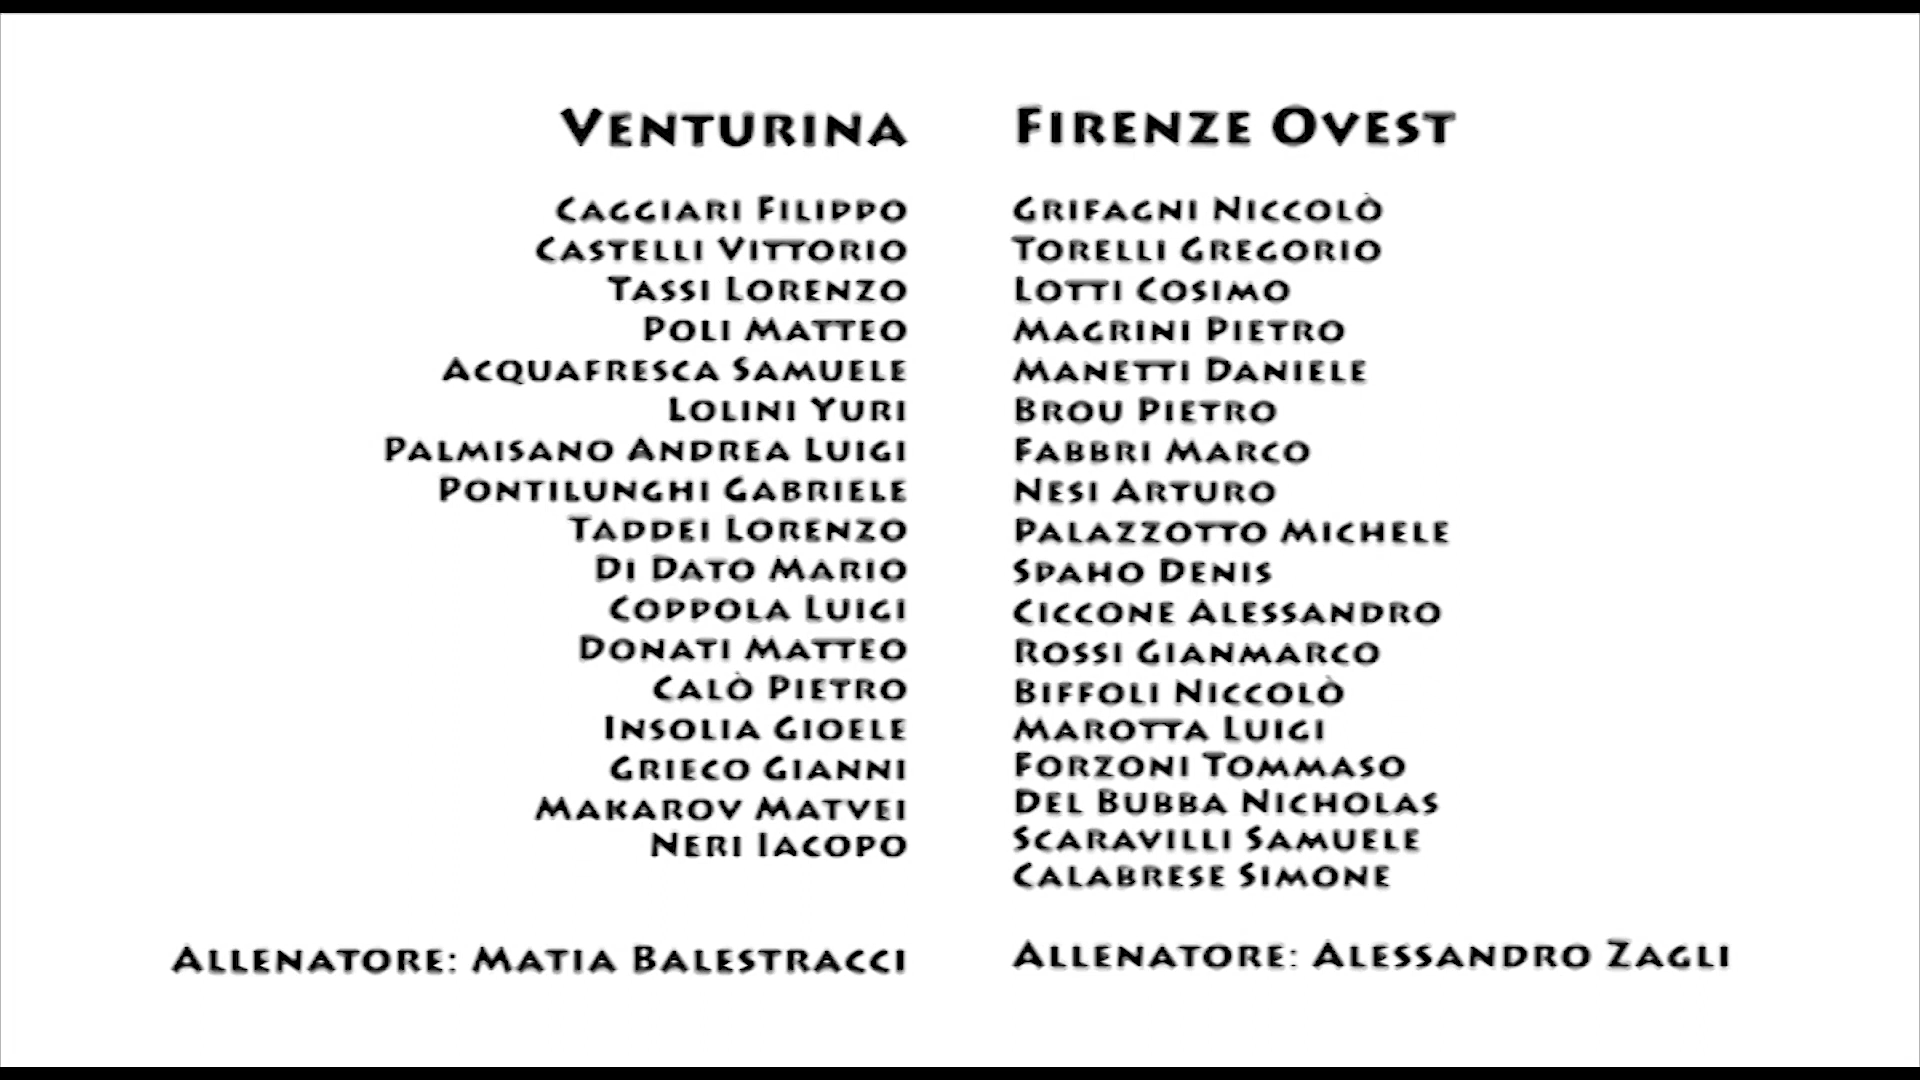 Venturina
Caggiari Filippo
Castelli Vittorio
Tassi Lorenzo
Poli Matteo
Acquafresca Samuele
Lolini Yuri
Palmisano Andrea Luigi
Pontilunghi Gabriele
Taddei Lorenzo
Di Dato Mario
Coppola Luigi
Donati Matteo
Calò Pietro
Insolia Gioele
Grieco Gianni
Makarov Matvei
Neri Iacopo
Allenatore: Matia Balestracci
Firenze Ovest
Grifagni Niccolò
Torelli Gregorio
Lotti Cosimo
Magrini Pietro
Manetti Daniele
Brou Pietro
Fabbri Marco
Nesi Arturo
Palazzotto Michele
Spaho Denis
Ciccone Alessandro
Rossi Gianmarco
Biffoli Niccolò
Marotta Luigi
Forzoni Tommaso
Del Bubba Nicholas
Scaravilli Samuele
Calabrese Simone
Allenatore: Alessandro Zagli